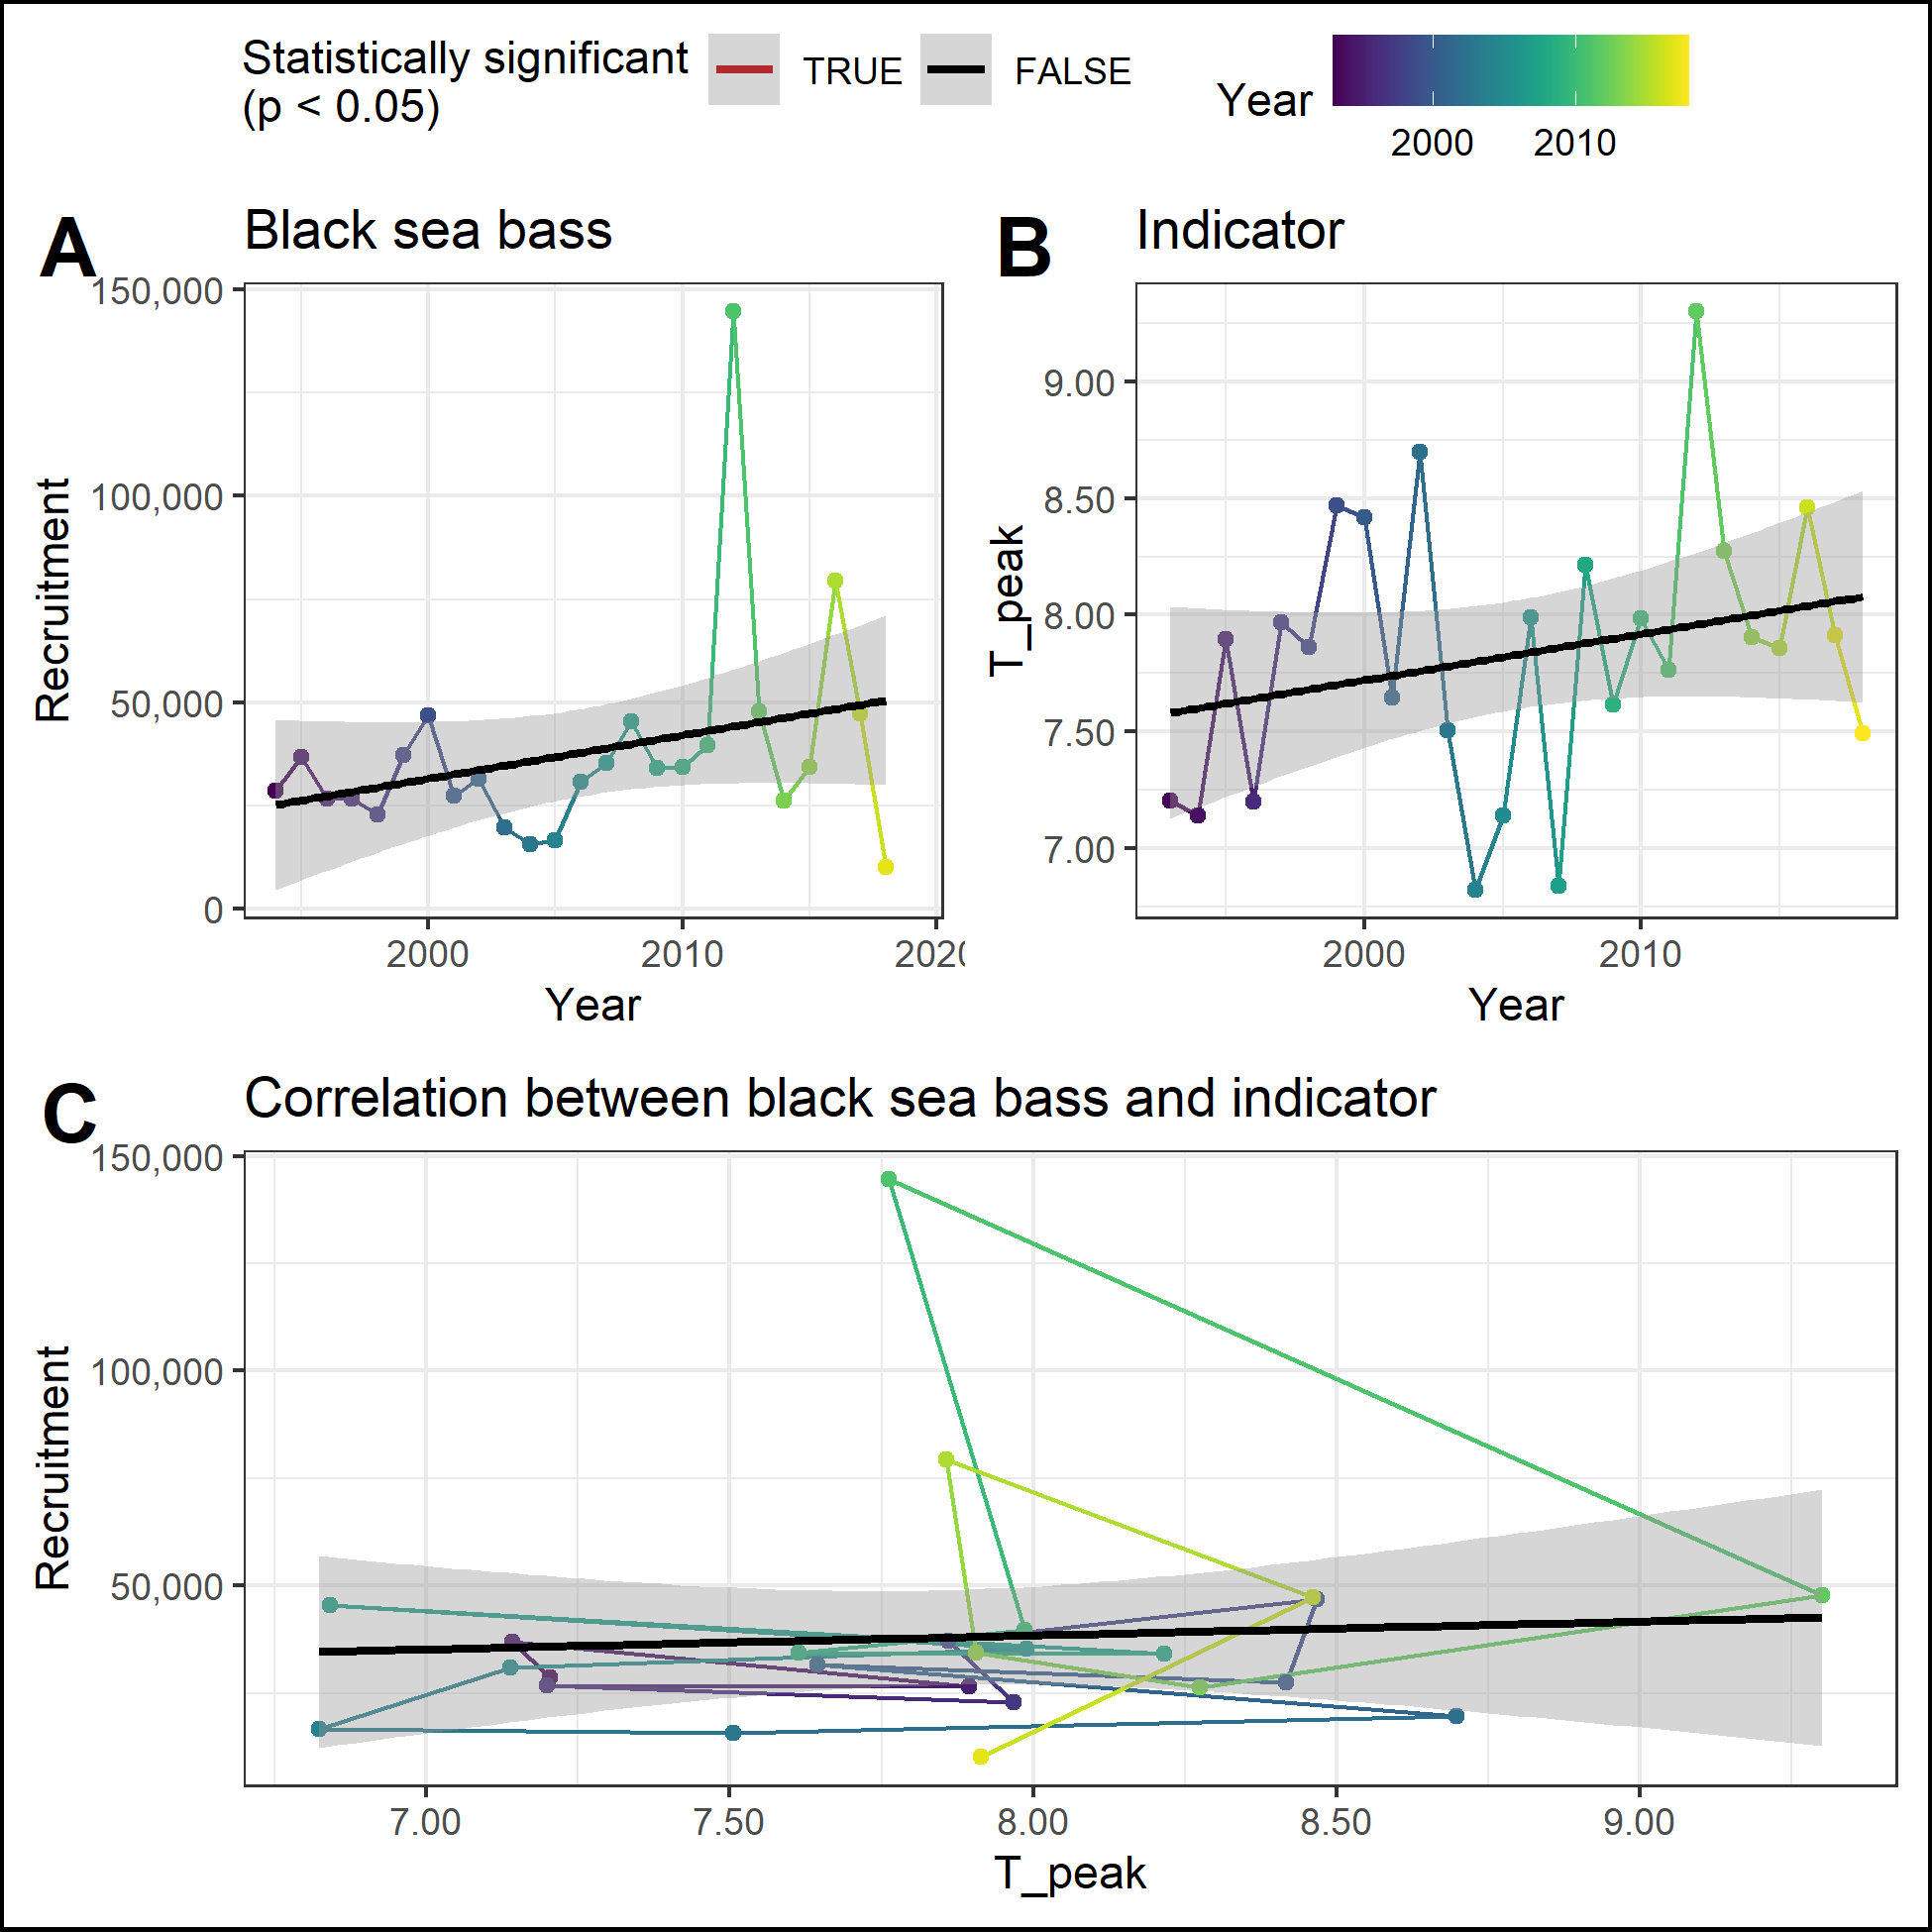 Statistically significant
(p < 0.05)
TRUE
FALSE
Year
2000
2010
A
Black sea bass
150,000
100,000
50,000
0
Recruitment
2000
2010
202
Year
B
Indicator
9.00
8.50
8.00
7.50
7.00
T_peak
2000
2010
Year
C
Correlation between black sea bass and indicator
150,000
100,000
50,000
Recruitment
7.00
7.50
8.00
8.50
9.00
T_peak